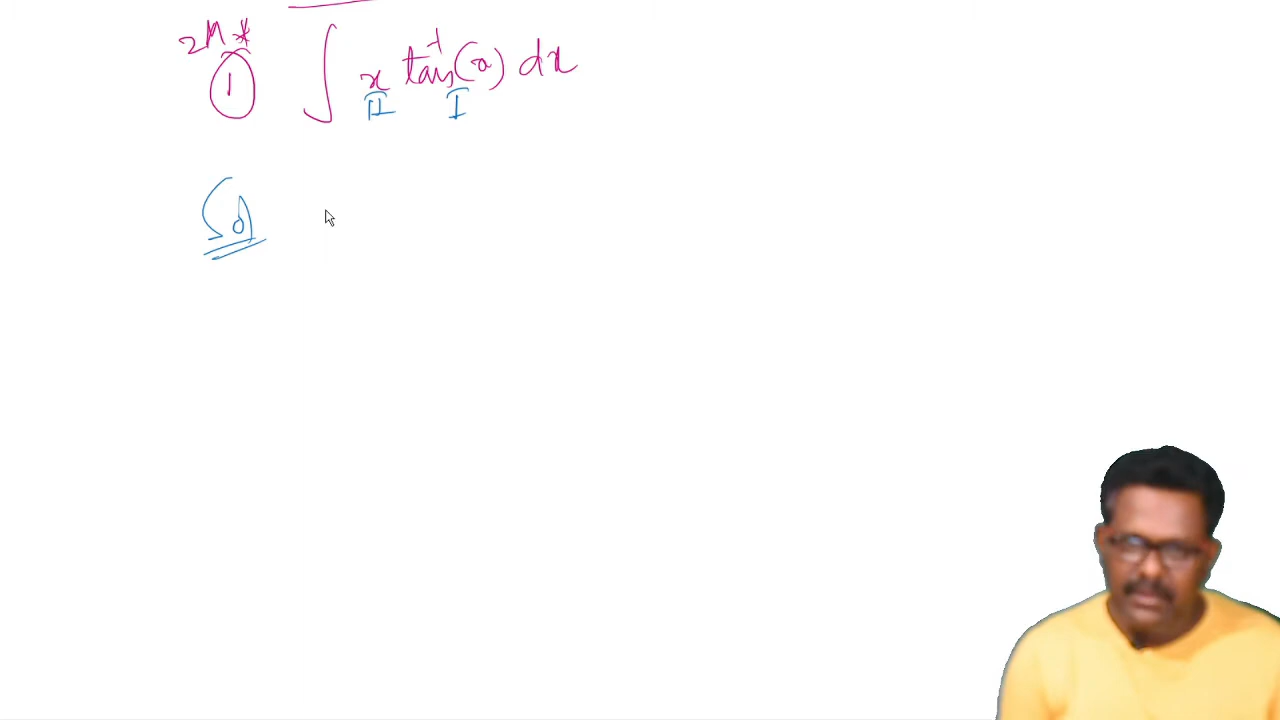 2M *
① ∫ x tan⁻¹(x) dx
II I
Sol